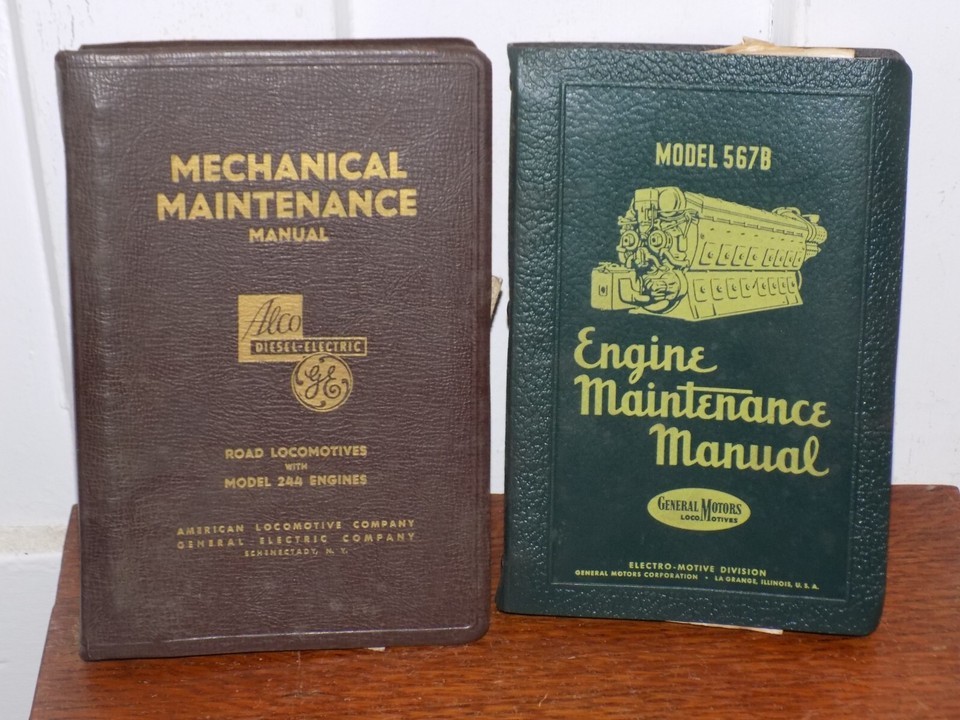 MECHANICAL
MAINTENANCE
MANUAL
Alco
DIESEL-ELECTRIC
GE
ROAD LOCOMOTIVES
WITH
MODEL 244 ENGINES
AMERICAN LOCOMOTIVE COMPANY
GENERAL ELECTRIC COMPANY
SCHENECTADY, N. Y.
MODEL 567B
Engine
Maintenance
Manual
GENERAL MOTORS
LOCOMOTIVES
ELECTRO-MOTIVE DIVISION
GENERAL MOTORS CORPORATION • LA GRANGE, ILLINOIS, U. S. A.